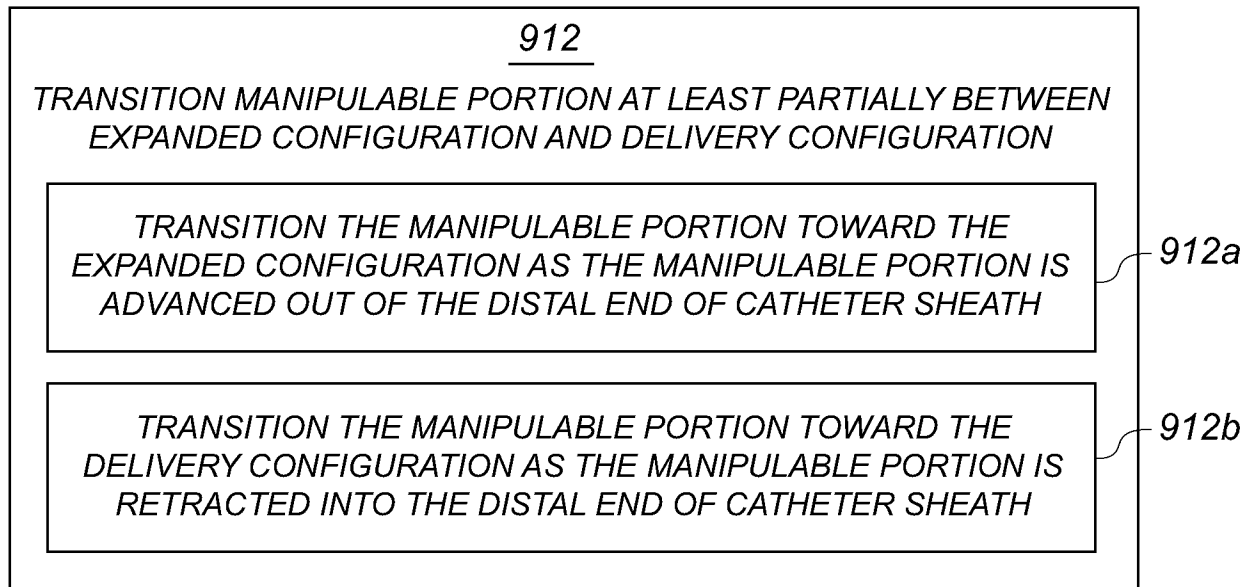 912
TRANSITION MANIPULABLE PORTION AT LEAST PARTIALLY BETWEEN
EXPANDED CONFIGURATION AND DELIVERY CONFIGURATION
TRANSITION THE MANIPULABLE PORTION TOWARD THE
EXPANDED CONFIGURATION AS THE MANIPULABLE PORTION IS
ADVANCED OUT OF THE DISTAL END OF CATHETER SHEATH
912a
TRANSITION THE MANIPULABLE PORTION TOWARD THE
DELIVERY CONFIGURATION AS THE MANIPULABLE PORTION IS
RETRACTED INTO THE DISTAL END OF CATHETER SHEATH
912b